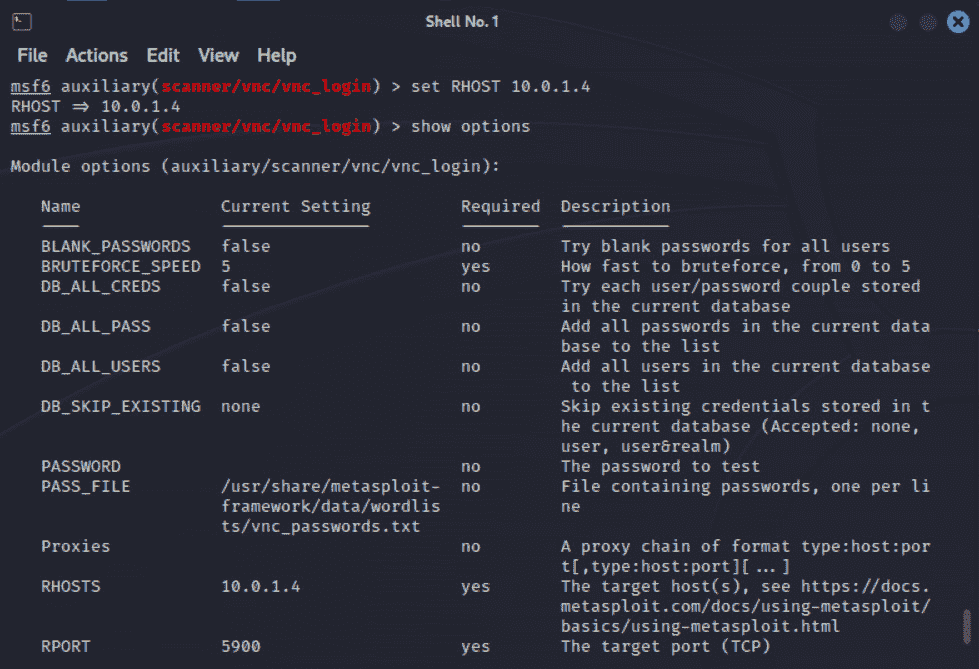 Shell No. 1
File Actions Edit View Help
msf6 auxiliary(scanner/vnc/vnc_login) > set RHOST 10.0.1.4
RHOST => 10.0.1.4
msf6 auxiliary(scanner/vnc/vnc_login) > show options
Module options (auxiliary/scanner/vnc/vnc_login):
Name Current Setting Required Description
BLANK_PASSWORDS false no Try blank passwords for all users
BRUTEFORCE_SPEED 5 yes How fast to bruteforce, from 0 to 5
DB_ALL_CREDS false no Try each user/password couple stored
in the current database
DB_ALL_PASS false no Add all passwords in the current data
base to the list
DB_ALL_USERS false no Add all users in the current database
to the list
DB_SKIP_EXISTING none no Skip existing credentials stored in t
he current database (Accepted: none,
user, user&realm)
PASSWORD no The password to test
PASS_FILE /usr/share/metasploit- no File containing passwords, one per li
framework/data/wordlis ne
ts/vnc_passwords.txt
Proxies no A proxy chain of format type:host:por
t[,type:host:port][...]
RHOSTS 10.0.1.4 yes The target host(s), see https://docs.
metasploit.com/docs/using-metasploit/
basics/using-metasploit.html
RPORT 5900 yes The target port (TCP)